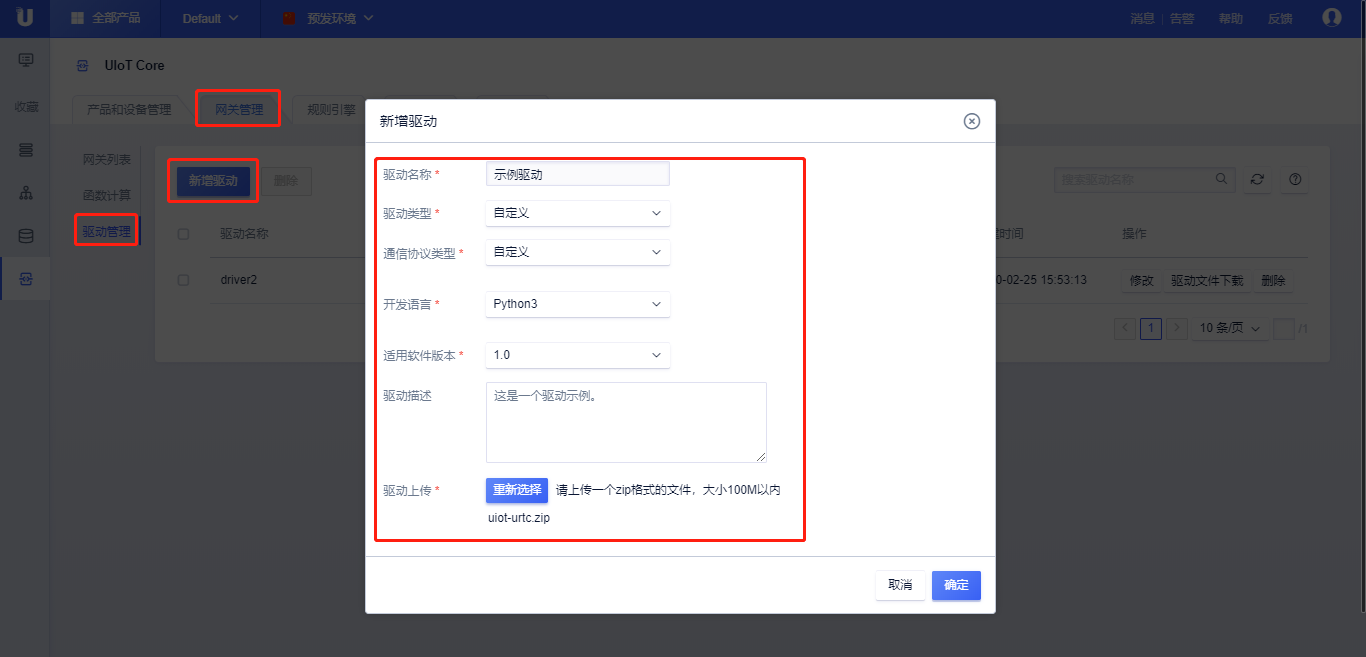 U 全部产品 Default 预发环境 消息 告警 帮助 反馈
UIoT Core
收藏
产品和设备管理 网关管理 规则引擎
网关列表
函数计算
驱动管理
新增驱动 删除 搜索驱动名称
驱动名称 时间 操作
driver2 0-02-25 15:53:13 修改 驱动文件下载 删除
< 1 > 10 条/页 /1
新增驱动
驱动名称 * 示例驱动
驱动类型 * 自定义
通信协议类型 * 自定义
开发语言 * Python3
适用软件版本 * 1.0
驱动描述 这是一个驱动示例。
驱动上传 * 重新选择 请上传一个zip格式的文件，大小100M以内
uiot-urtc.zip
取消 确定